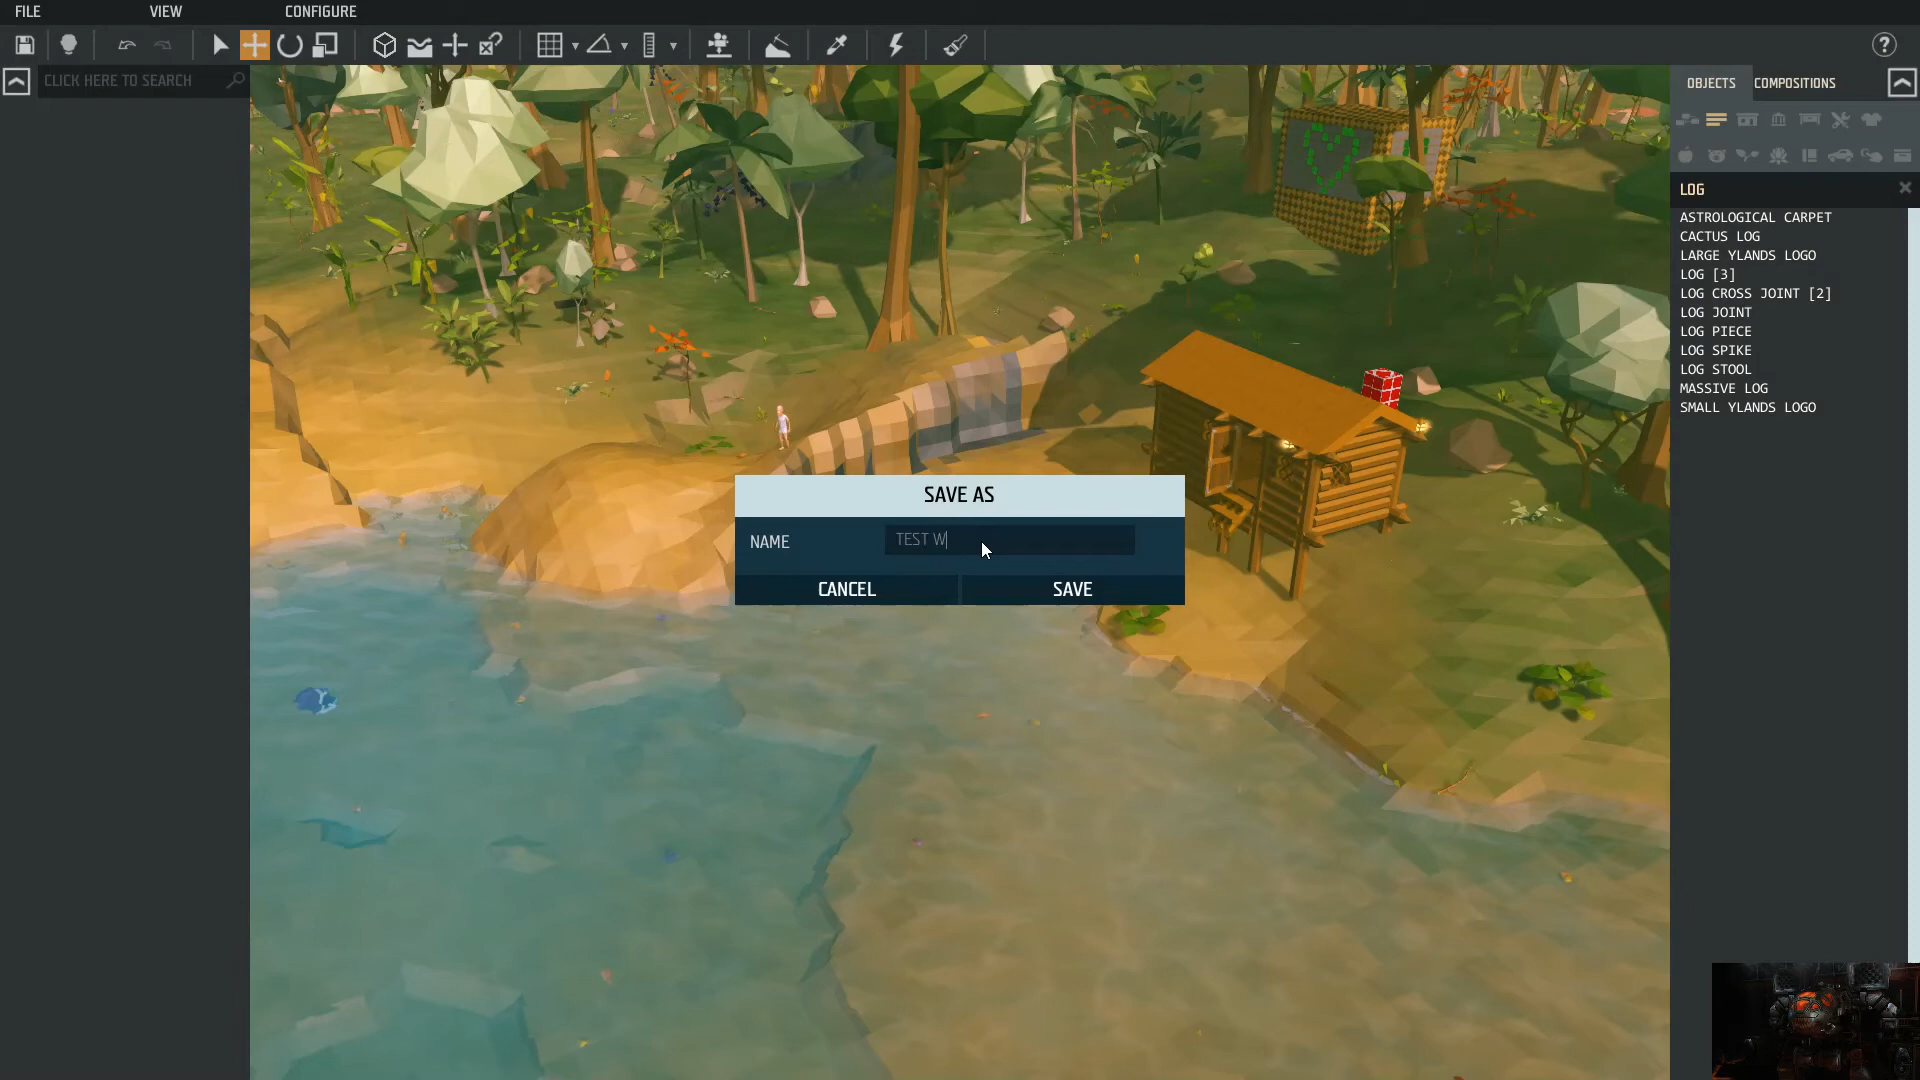 FILE VIEW CONFIGURE
CLICK HERE TO SEARCH
OBJECTS COMPOSITIONS
LOG
ASTROLOGICAL CARPET
CACTUS LOG
LARGE YLANDS LOGO
LOG [3]
LOG CROSS JOINT [2]
LOG JOINT
LOG PIECE
LOG SPIKE
LOG STOOL
MASSIVE LOG
SMALL YLANDS LOGO
SAVE AS
NAME TEST W
CANCEL SAVE